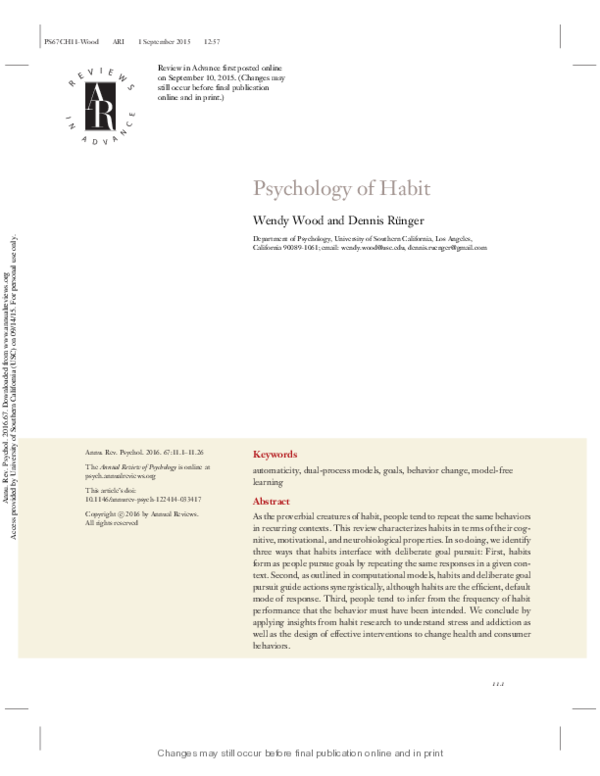 PS67CH11-Wood ARI 1 September 2015 12:57
REVIEWS
AR
IN ADVANCE
Review in Advance first posted online
on September 10, 2015. (Changes may
still occur before final publication
online and in print.)
Psychology of Habit
Wendy Wood and Dennis Rünger
Department of Psychology, University of Southern California, Los Angeles,
California 90089-1061; email: wendy.wood@usc.edu, dennis.ruenger@gmail.com
Annu. Rev. Psychol. 2016.67. Downloaded from www.annualreviews.org
Access provided by University of Southern California (USC) on 09/14/15. For personal use only.
Annu. Rev. Psychol. 2016. 67:11.1–11.26
The Annual Review of Psychology is online at
psych.annualreviews.org
This article's doi:
10.1146/annurev-psych-122414-033417
Copyright © 2016 by Annual Reviews.
All rights reserved
Keywords
automaticity, dual-process models, goals, behavior change, model-free
learning
Abstract
As the proverbial creatures of habit, people tend to repeat the same behaviors
in recurring contexts. This review characterizes habits in terms of their cog-
nitive, motivational, and neurobiological properties. In so doing, we identify
three ways that habits interface with deliberate goal pursuit: First, habits
form as people pursue goals by repeating the same responses in a given con-
text. Second, as outlined in computational models, habits and deliberate goal
pursuit guide actions synergistically, although habits are the efficient, default
mode of response. Third, people tend to infer from the frequency of habit
performance that the behavior must have been intended. We conclude by
applying insights from habit research to understand stress and addiction as
well as the design of effective interventions to change health and consumer
behaviors.
11.1
Changes may still occur before final publication online and in print